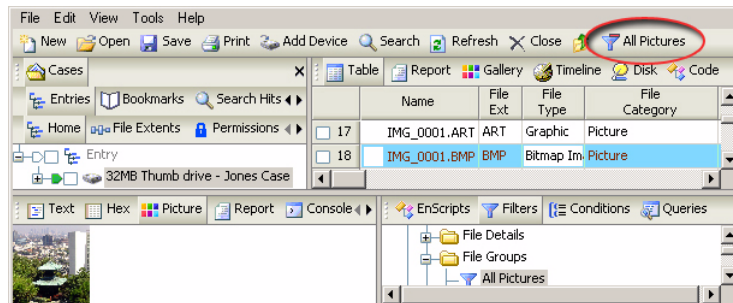 File Edit View Tools Help
New Open Save Print Add Device Search Refresh Close All Pictures
Cases Table Report Gallery Timeline Disk Code
Entries Bookmarks Search Hits Name File Ext File Type File Category
Home File Extents Permissions 17 IMG_0001.ART ART Graphic Picture
Entry 18 IMG_0001.BMP BMP Bitmap Im Picture
32MB Thumb drive - Jones Case
Text Hex Picture Report Console EnScripts Filters Conditions Queries
File Details
File Groups
All Pictures